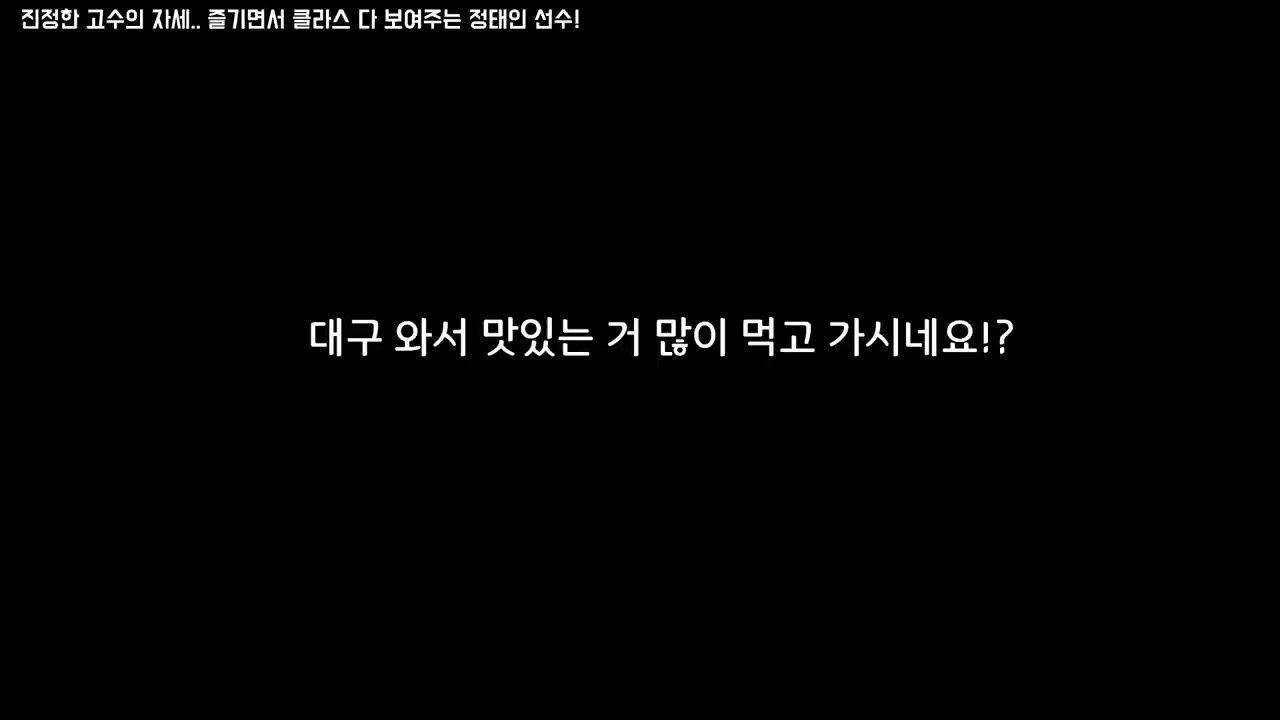 진정한 고수의 자세.. 즐기면서 클라스 다 보여주는 정태인 선수!
대구 와서 맛있는 거 많이 먹고 가시네요!?